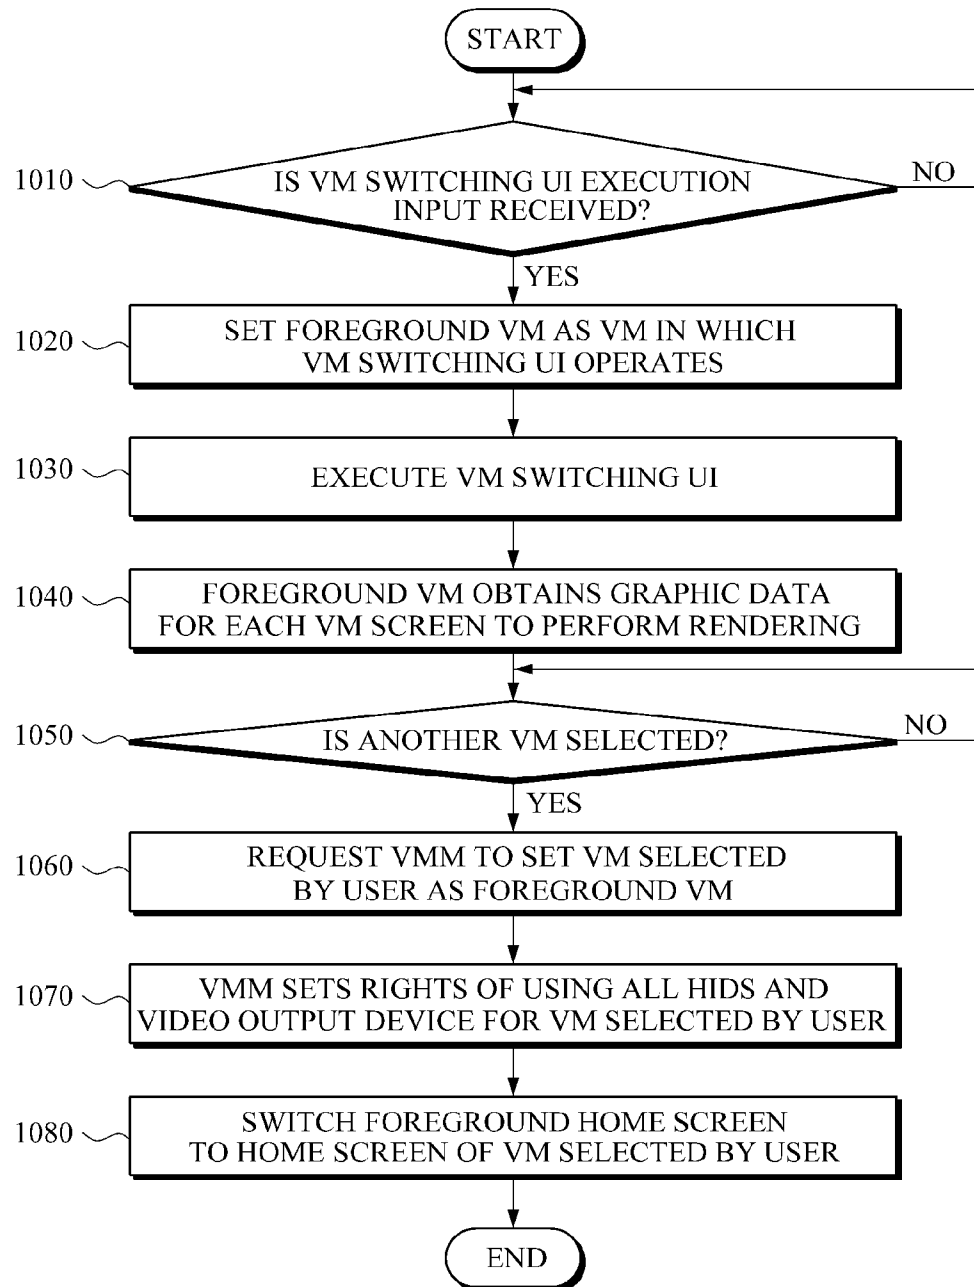 START
1010
IS VM SWITCHING UI EXECUTION
INPUT RECEIVED?
NO
YES
1020
SET FOREGROUND VM AS VM IN WHICH
VM SWITCHING UI OPERATES
1030
EXECUTE VM SWITCHING UI
1040
FOREGROUND VM OBTAINS GRAPHIC DATA
FOR EACH VM SCREEN TO PERFORM RENDERING
1050
IS ANOTHER VM SELECTED?
NO
YES
1060
REQUEST VMM TO SET VM SELECTED
BY USER AS FOREGROUND VM
1070
VMM SETS RIGHTS OF USING ALL HIDS AND
VIDEO OUTPUT DEVICE FOR VM SELECTED BY USER
1080
SWITCH FOREGROUND HOME SCREEN
TO HOME SCREEN OF VM SELECTED BY USER
END